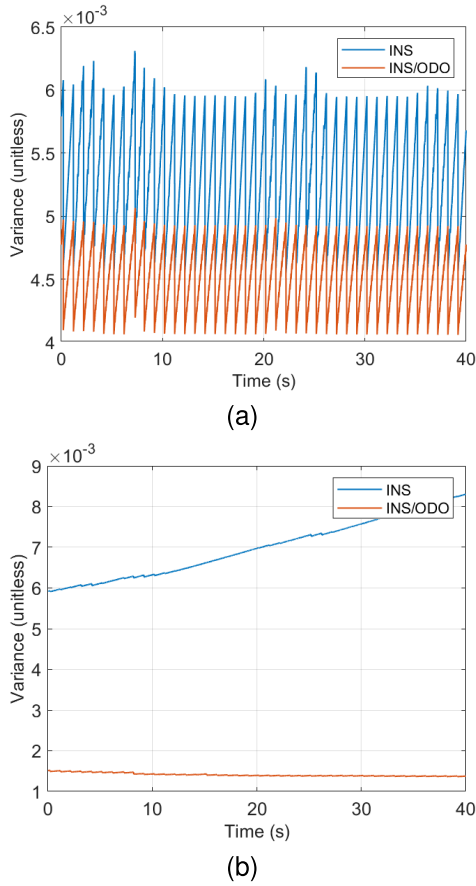 ×10⁻³
6.5
6
5.5
5
4.5
4
Variance (unitless)
INS
INS/ODO
0 10 20 30 40
Time (s)
(a)
×10⁻³
9
8
7
6
5
4
3
2
1
Variance (unitless)
INS
INS/ODO
0 10 20 30 40
Time (s)
(b)